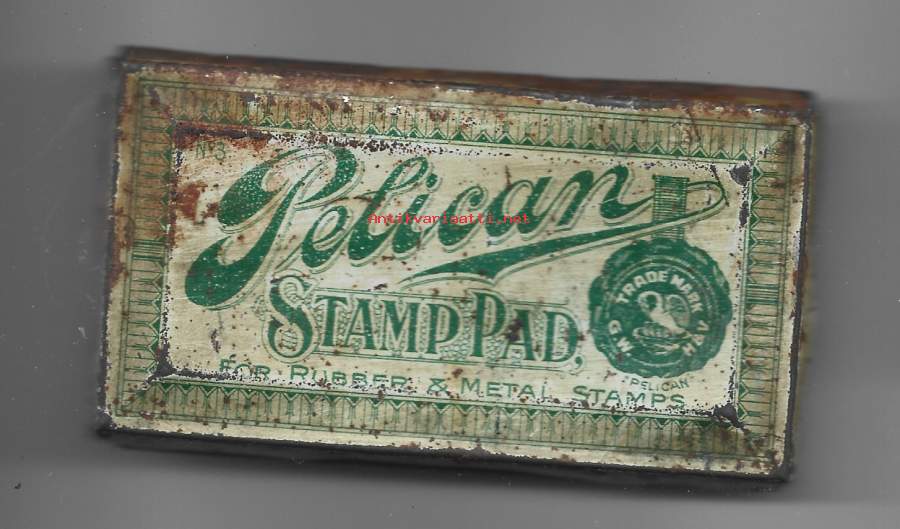 No 3
Pelican
Antikvariaatti.net
STAMP PAD,
TRADE MARK
FOR RUBBER & METAL STAMPS
PELICAN